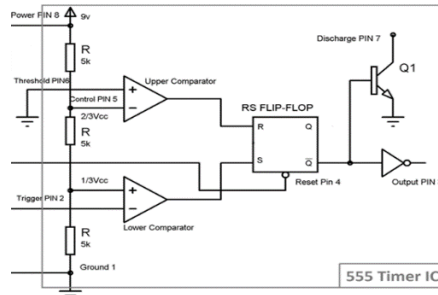 Power PIN 8
9v
R
5k
Threshold PIN6
Control PIN 5
2/3Vcc
R
5k
1/3Vcc
Trigger PIN 2
R
5k
Ground 1
Upper Comparator
+
−
Lower Comparator
+
−
RS FLIP-FLOP
R Q
S Q
Reset Pin 4
Discharge PIN 7
Q1
Output PIN
555 Timer IC